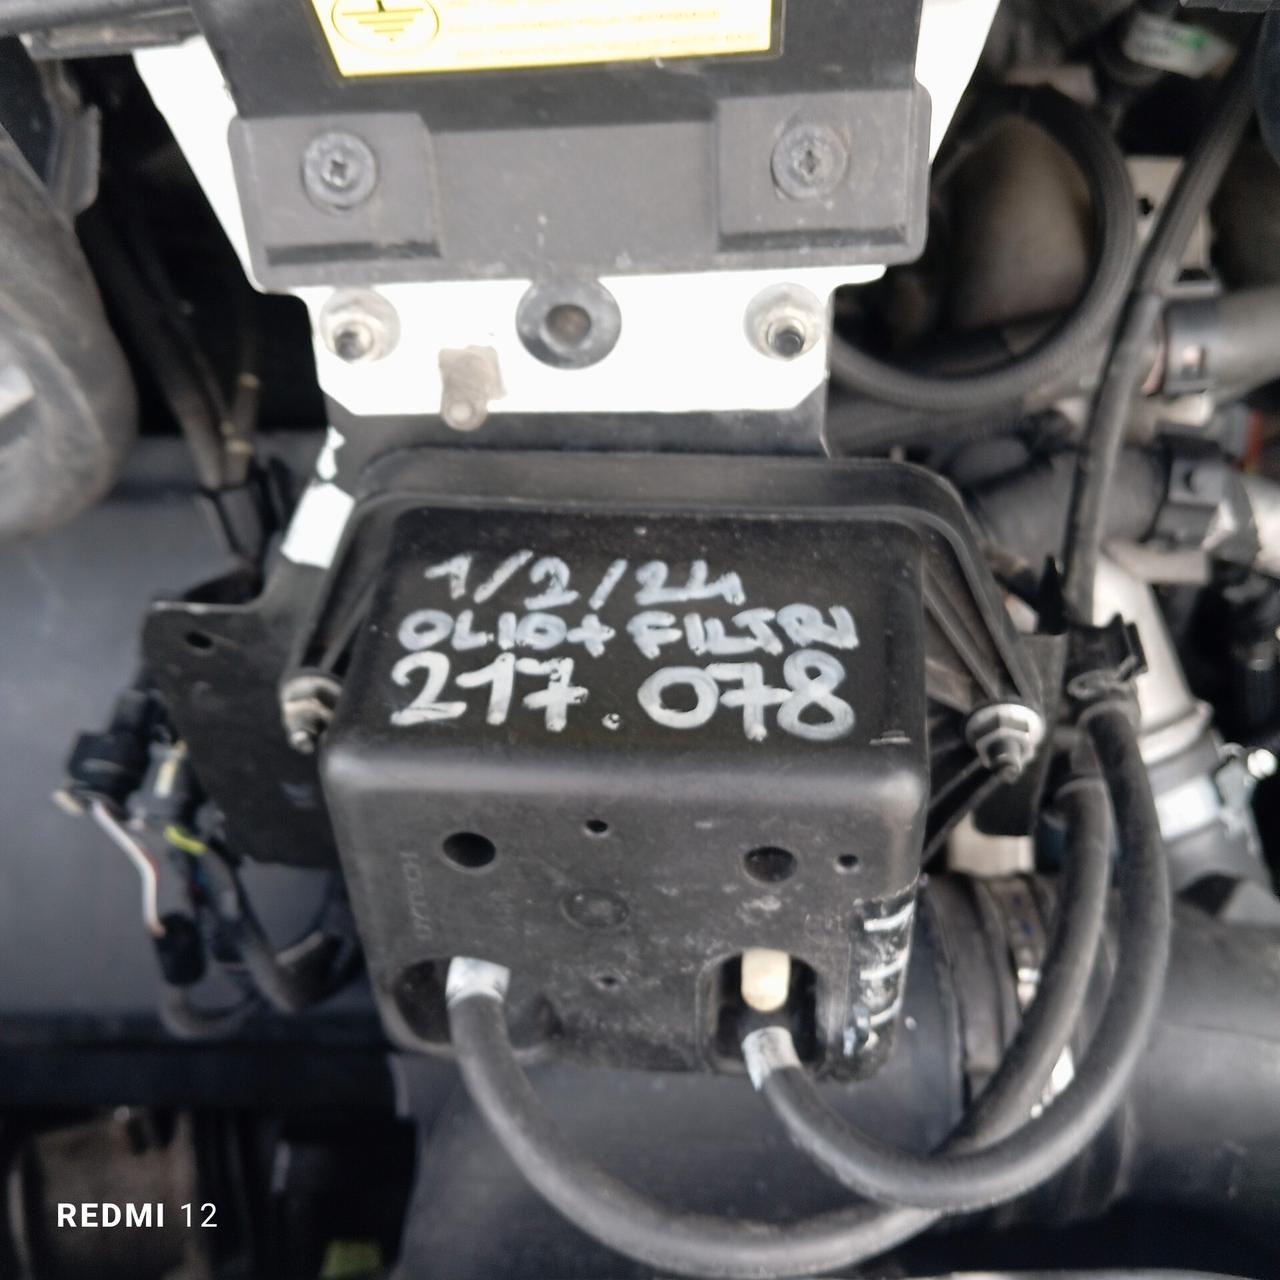 1/2/24
OLIO+FILTRI
217.078
REDMI 12